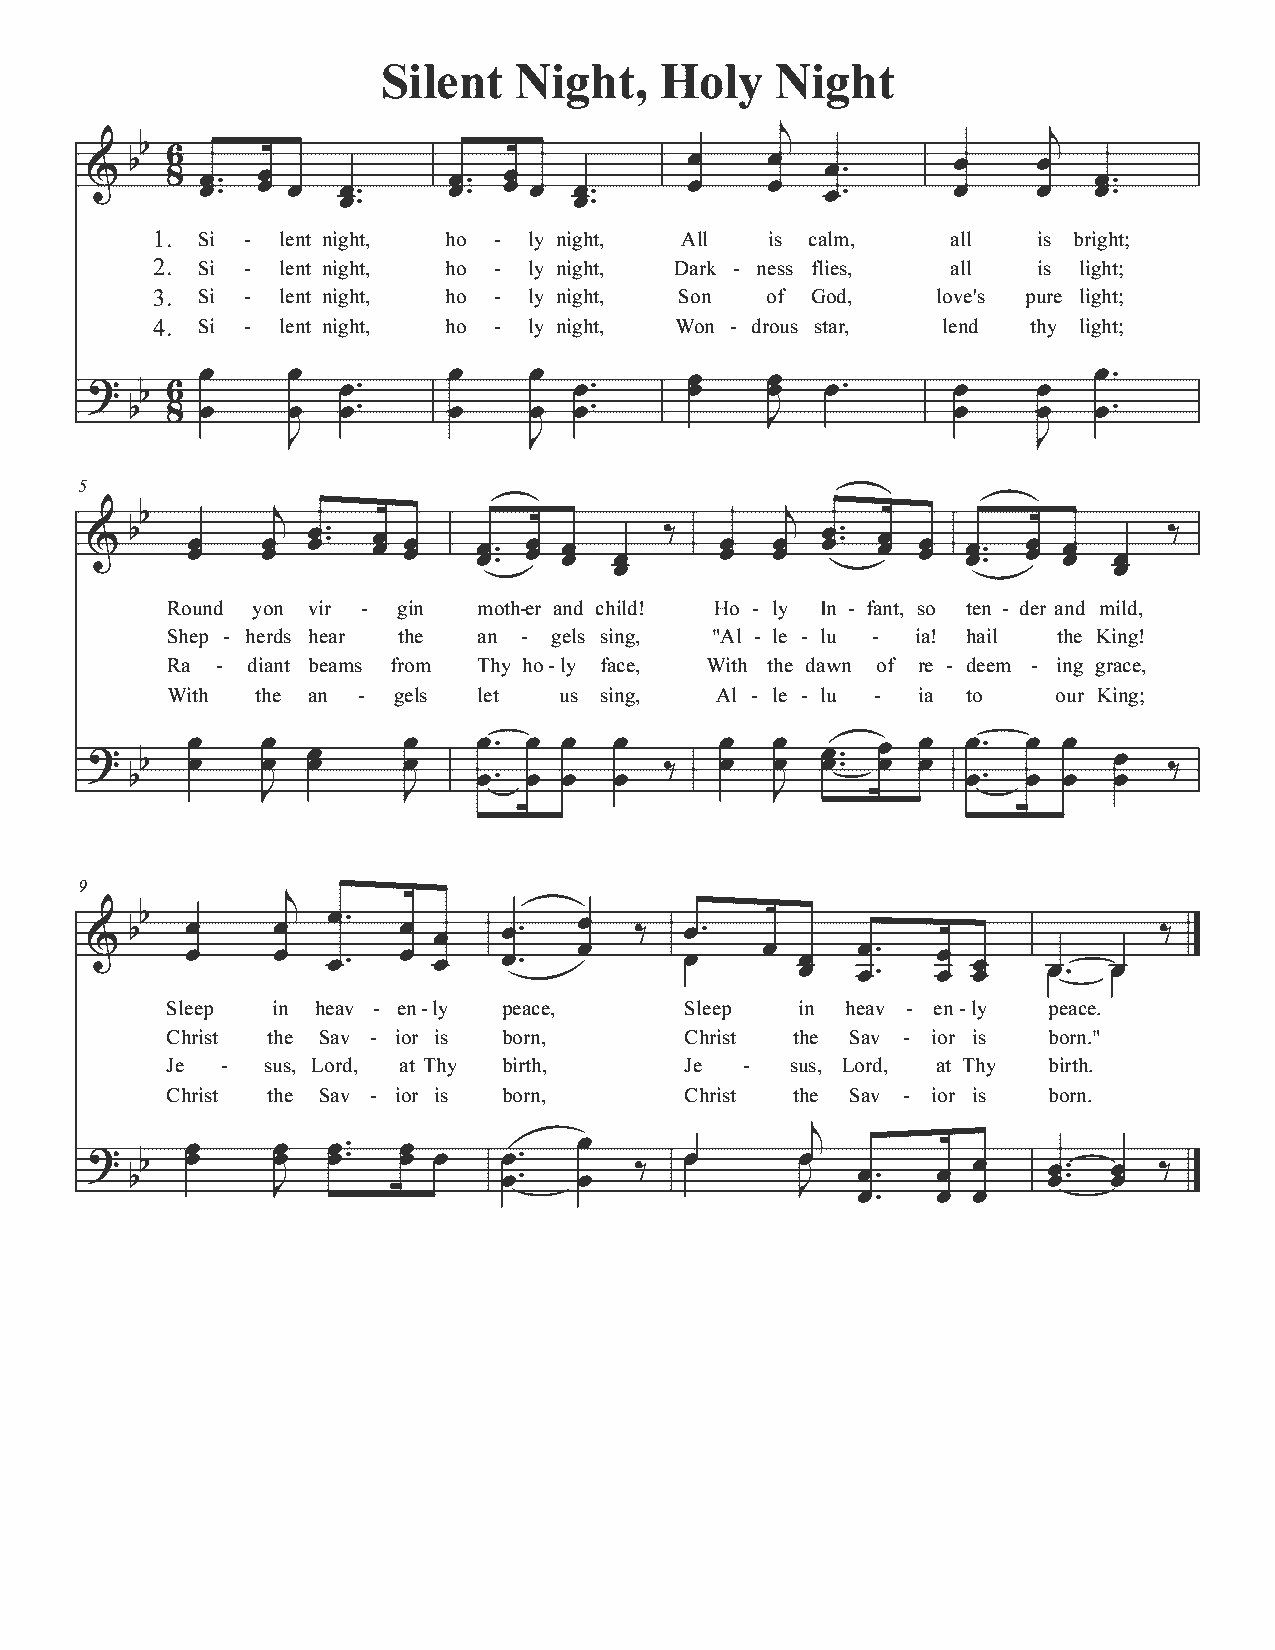 Silent Night, Holy Night
6
8
1. Si - lent night, ho - ly night, All is calm, all is bright;
2. Si - lent night, ho - ly night, Dark - ness flies, all is light;
3. Si - lent night, ho - ly night, Son of God, love's pure light;
4. Si - lent night, ho - ly night, Won - drous star, lend thy light;
6
8
5
Round yon vir - gin moth-er and child! Ho - ly In - fant, so ten - der and mild,
Shep - herds hear the an - gels sing, "Al - le - lu - ia! hail the King!
Ra - diant beams from Thy ho - ly face, With the dawn of re - deem - ing grace,
With the an - gels let us sing, Al - le - lu - ia to our King;
9
Sleep in heav - en - ly peace, Sleep in heav - en - ly peace.
Christ the Sav - ior is born, Christ the Sav - ior is born."
Je - sus, Lord, at Thy birth, Je - sus, Lord, at Thy birth.
Christ the Sav - ior is born, Christ the Sav - ior is born.